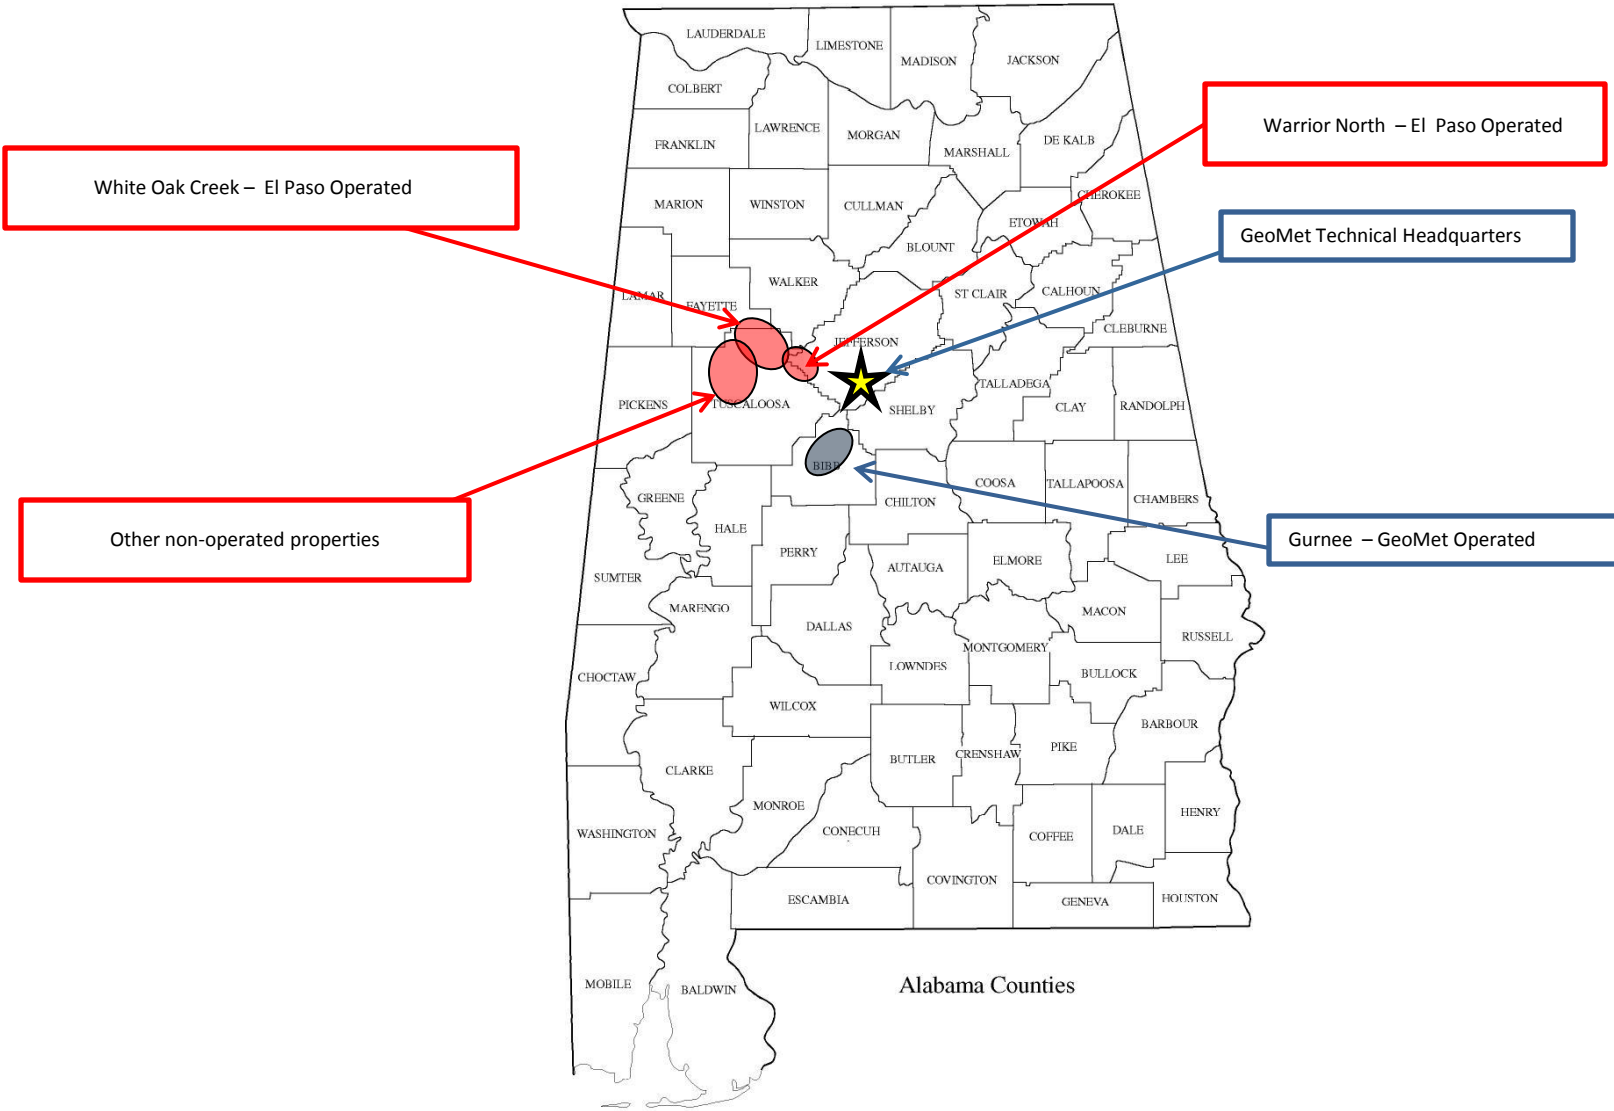 LAUDERDALE
LIMESTONE
MADISON
JACKSON
COLBERT
LAWRENCE
MORGAN
FRANKLIN
MARSHALL
DE KALB
Warrior North – El Paso Operated
White Oak Creek – El Paso Operated
MARION
WINSTON
CULLMAN
CHEROKEE
ETOWAH
BLOUNT
GeoMet Technical Headquarters
WALKER
ST CLAIR
CALHOUN
LAMAR
FAYETTE
CLEBURNE
JEFFERSON
TALLADEGA
PICKENS
TUSCALOOSA
SHELBY
CLAY
RANDOLPH
BIBB
COOSA
TALLAPOOSA
CHAMBERS
GREENE
CHILTON
HALE
Other non-operated properties
PERRY
Gurnee – GeoMet Operated
ELMORE
LEE
AUTAUGA
SUMTER
MARENGO
MACON
DALLAS
RUSSELL
MONTGOMERY
LOWNDES
BULLOCK
CHOCTAW
WILCOX
BARBOUR
PIKE
CRENSHAW
BUTLER
CLARKE
MONROE
HENRY
WASHINGTON
CONECUH
COFFEE
DALE
COVINGTON
ESCAMBIA
GENEVA
HOUSTON
MOBILE
BALDWIN
Alabama Counties